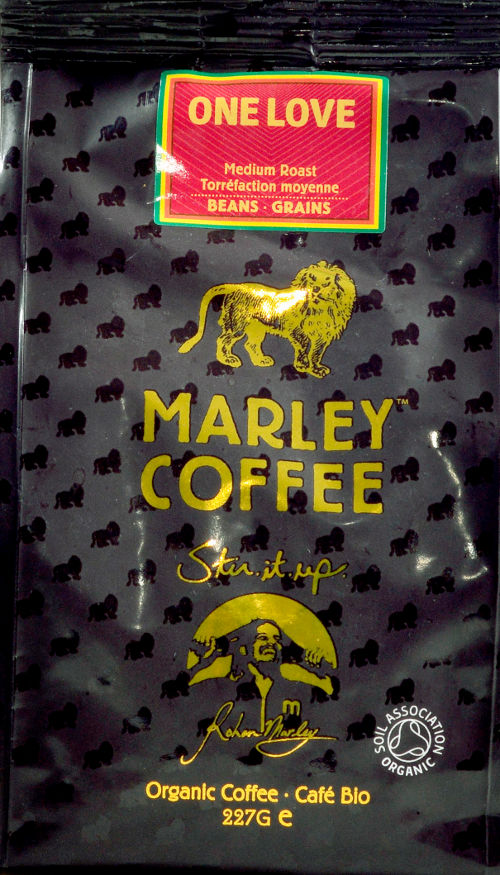 ONE LOVE
Medium Roast
Torréfaction moyenne
BEANS · GRAINS
MARLEY™
COFFEE
Stir it up.
m
Rohan Marley
SOIL ASSOCIATION
ORGANIC
Organic Coffee · Café Bio
227G e